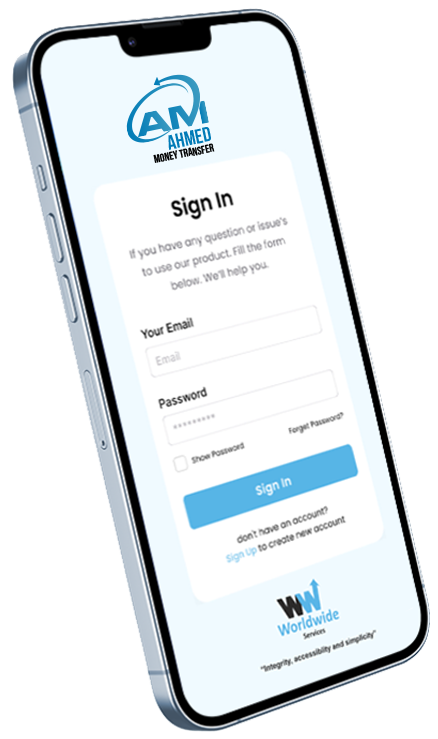 AM
AHMED
MONEY TRANSFER
Sign In
If you have any question or issue's
to use our product. Fill the form
below. We'll help you.
Your Email
Email
Password
*********
Show Password
Forget Password?
Sign In
don't have an account?
Sign Up to create new account
WW
Worldwide
Services
"Integrity, accessiblity and simplicity"